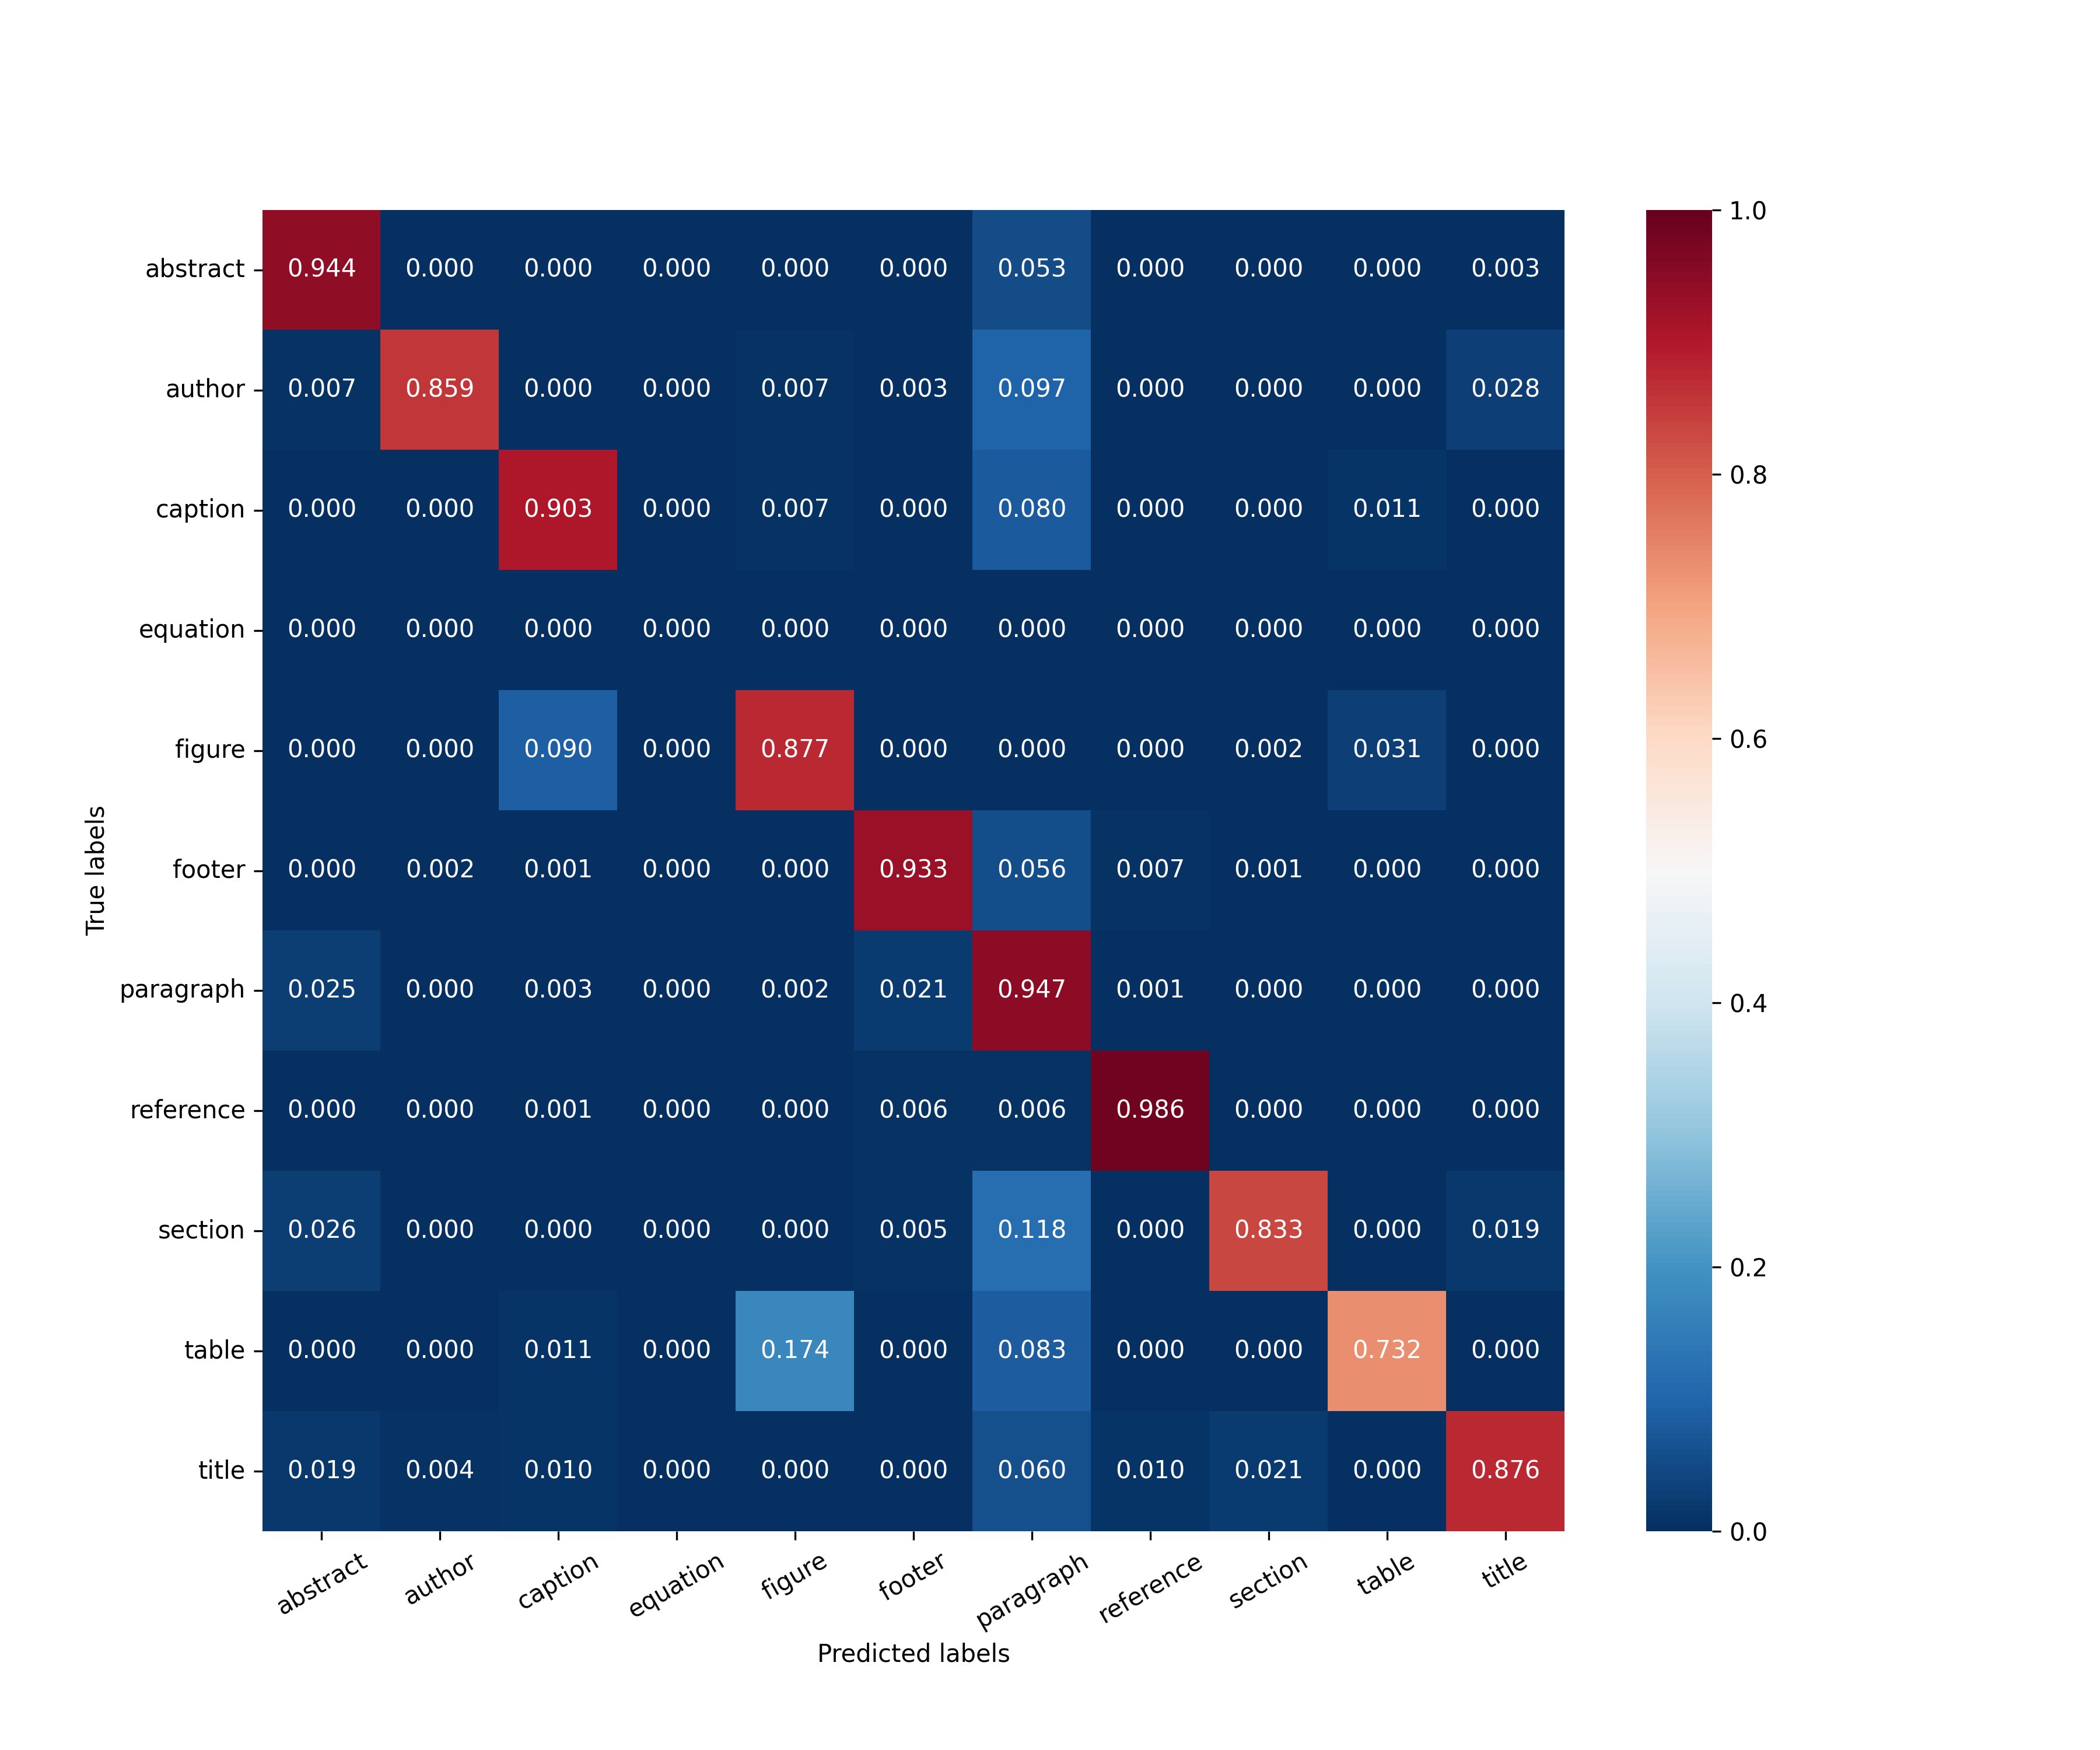 1.0
abstract 0.944 0.000 0.000 0.000 0.000 0.000 0.053 0.000 0.000 0.000 0.003
author 0.007 0.859 0.000 0.000 0.007 0.003 0.097 0.000 0.000 0.000 0.028
0.8
caption 0.000 0.000 0.903 0.000 0.007 0.000 0.080 0.000 0.000 0.011 0.000
equation 0.000 0.000 0.000 0.000 0.000 0.000 0.000 0.000 0.000 0.000 0.000
0.6
figure 0.000 0.000 0.090 0.000 0.877 0.000 0.000 0.000 0.002 0.031 0.000
True labels
footer 0.000 0.002 0.001 0.000 0.000 0.933 0.056 0.007 0.001 0.000 0.000
paragraph 0.025 0.000 0.003 0.000 0.002 0.021 0.947 0.001 0.000 0.000 0.000
0.4
reference 0.000 0.000 0.001 0.000 0.000 0.006 0.006 0.986 0.000 0.000 0.000
section 0.026 0.000 0.000 0.000 0.000 0.005 0.118 0.000 0.833 0.000 0.019
0.2
table 0.000 0.000 0.011 0.000 0.174 0.000 0.083 0.000 0.000 0.732 0.000
title 0.019 0.004 0.010 0.000 0.000 0.000 0.060 0.010 0.021 0.000 0.876
0.0
abstract author caption equation figure footer paragraph reference section table title
Predicted labels